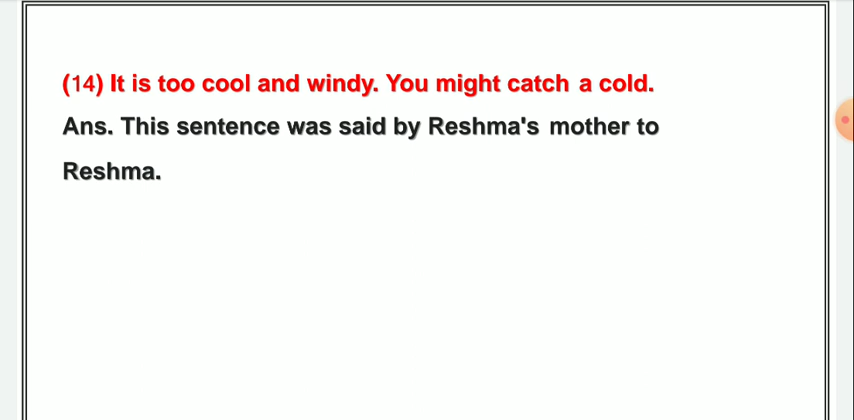 (14) It is too cool and windy. You might catch a cold.
Ans. This sentence was said by Reshma's mother to
Reshma.